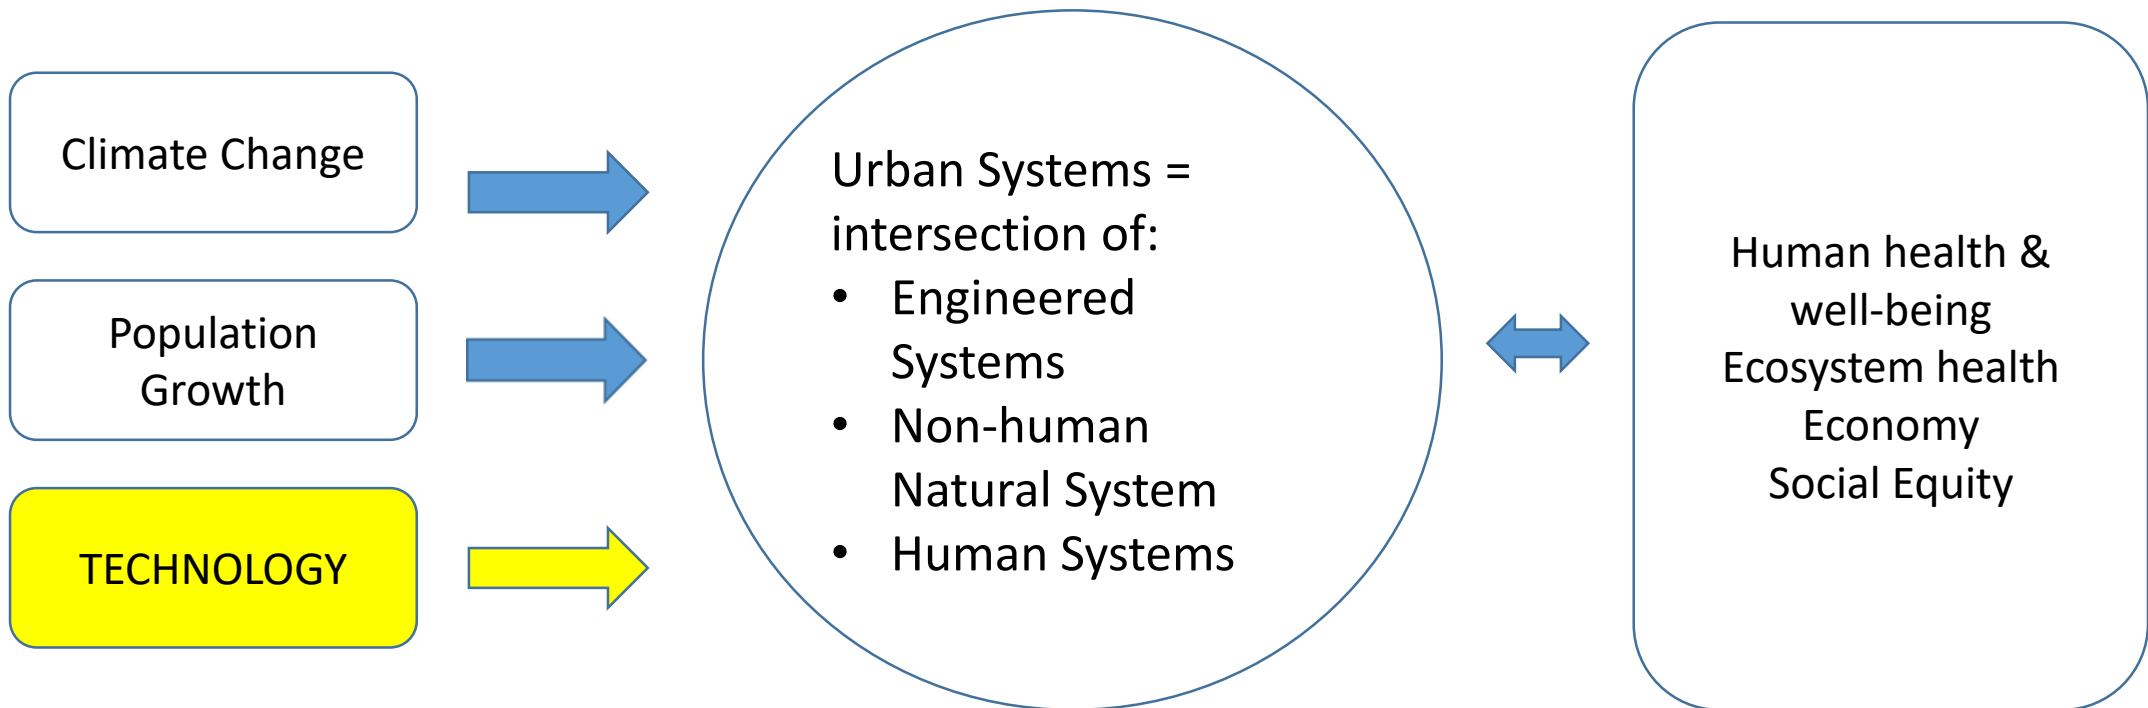 Climate Change
Population
Growth
TECHNOLOGY
Urban Systems =
intersection of:
• Engineered
Systems
• Non-human
Natural System
• Human Systems
Human health &
well-being
Ecosystem health
Economy
Social Equity